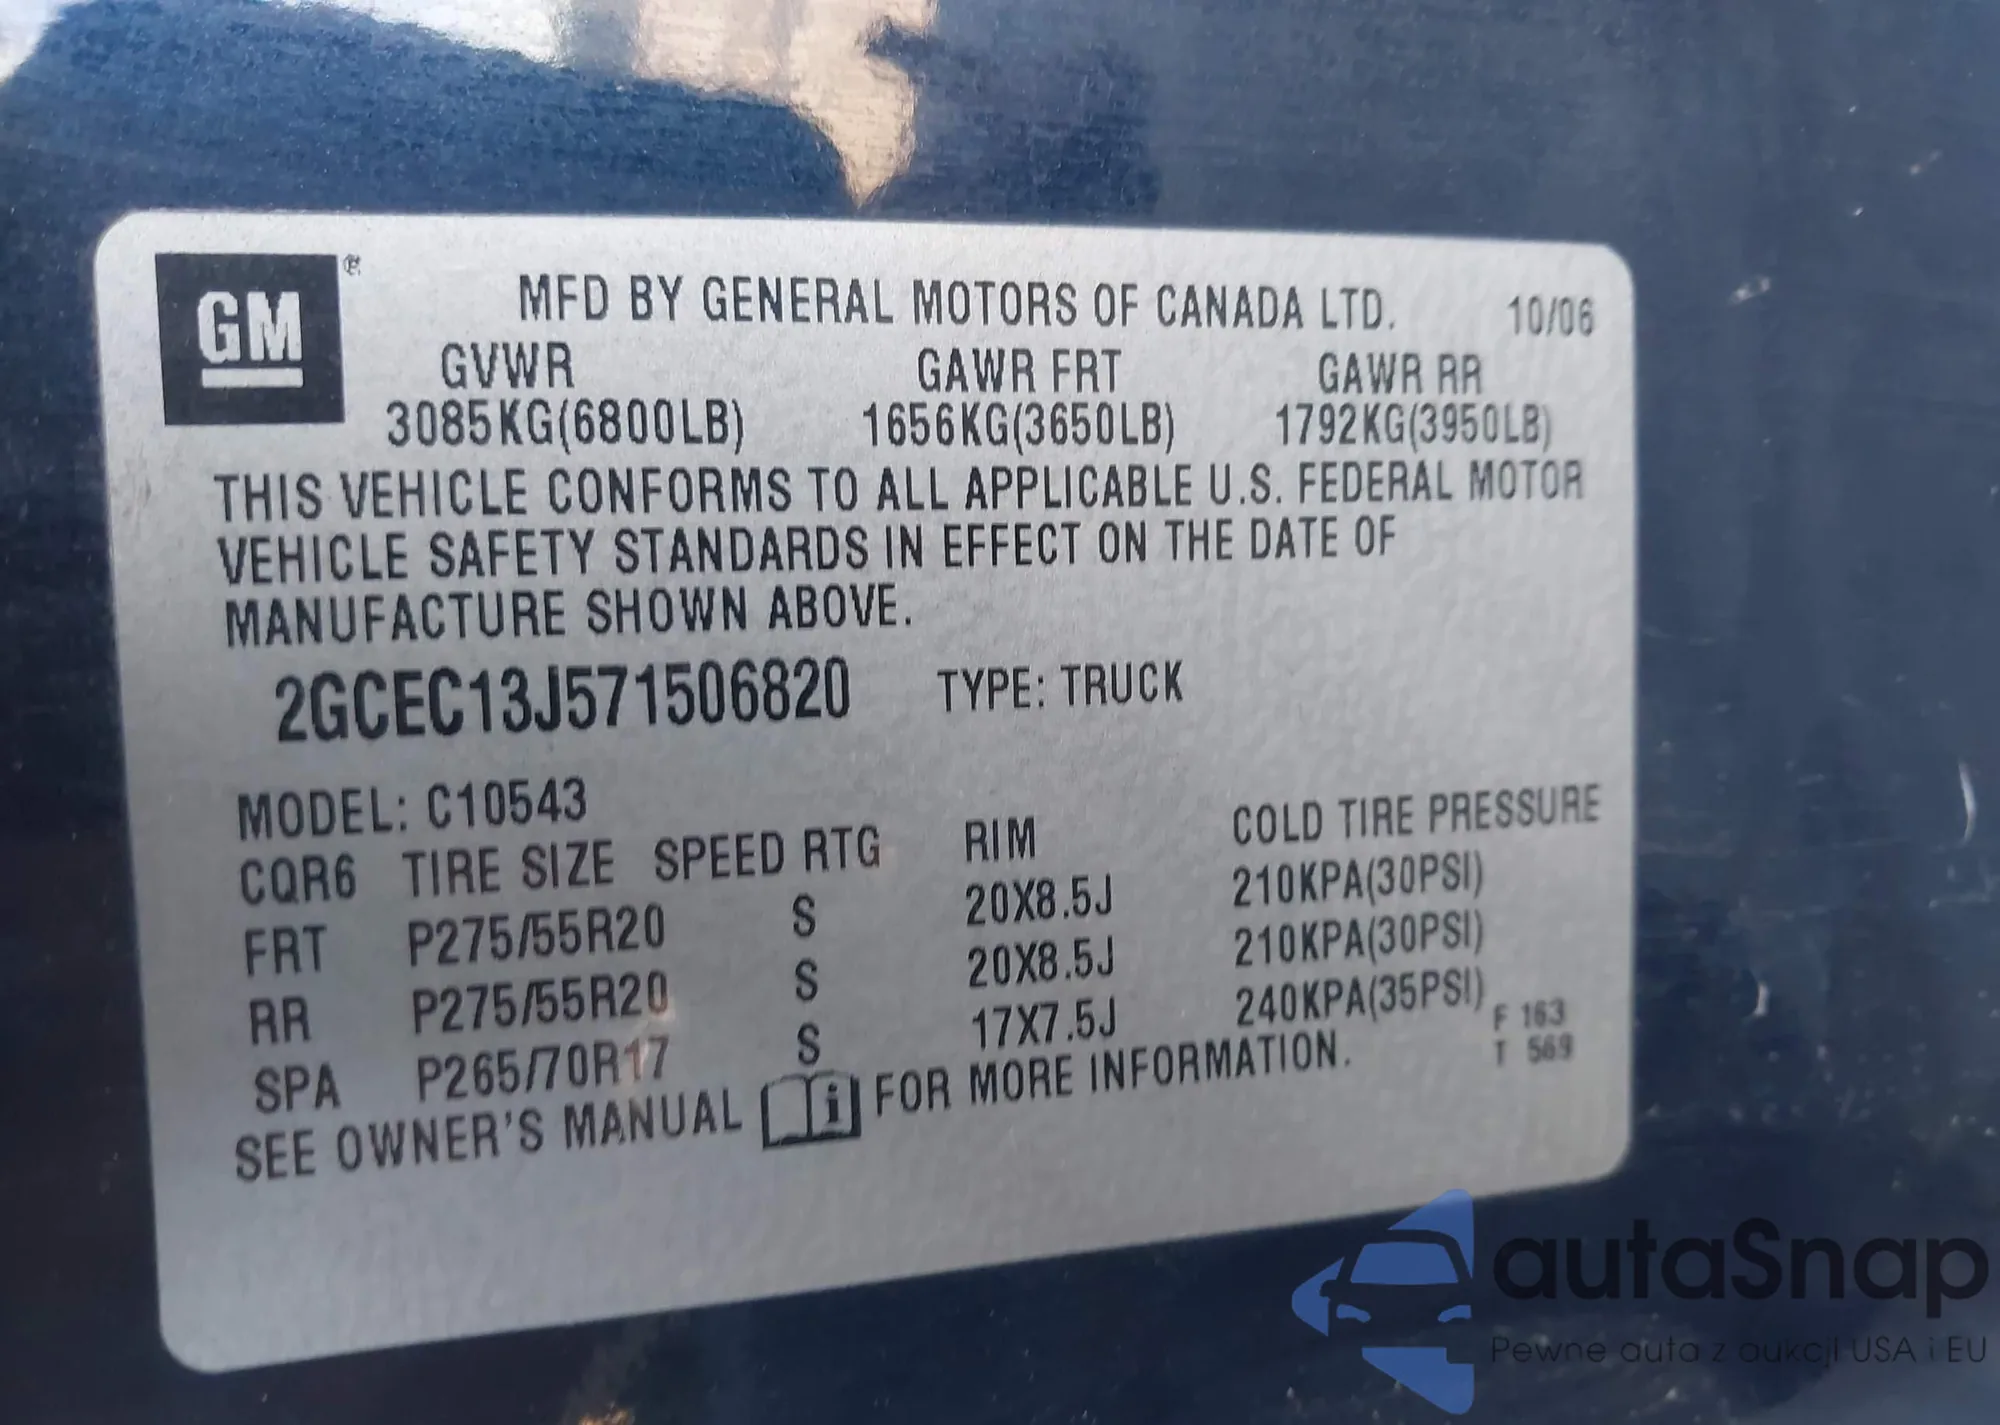 GM ®
MFD BY GENERAL MOTORS OF CANADA LTD. 10/06
GVWR GAWR FRT GAWR RR
3085KG(6800LB) 1656KG(3650LB) 1792KG(3950LB)
THIS VEHICLE CONFORMS TO ALL APPLICABLE U.S. FEDERAL MOTOR
VEHICLE SAFETY STANDARDS IN EFFECT ON THE DATE OF
MANUFACTURE SHOWN ABOVE.
2GCEC13J571506820 TYPE: TRUCK
MODEL: C10543
CQR6 TIRE SIZE SPEED RTG RIM COLD TIRE PRESSURE
FRT P275/55R20 S 20X8.5J 210KPA(30PSI)
RR P275/55R20 S 20X8.5J 210KPA(30PSI)
SPA P265/70R17 S 17X7.5J 240KPA(35PSI)
F 163
T 569
SEE OWNER'S MANUAL i FOR MORE INFORMATION.
autaSnap
Pewne auta z aukcji USA i EU